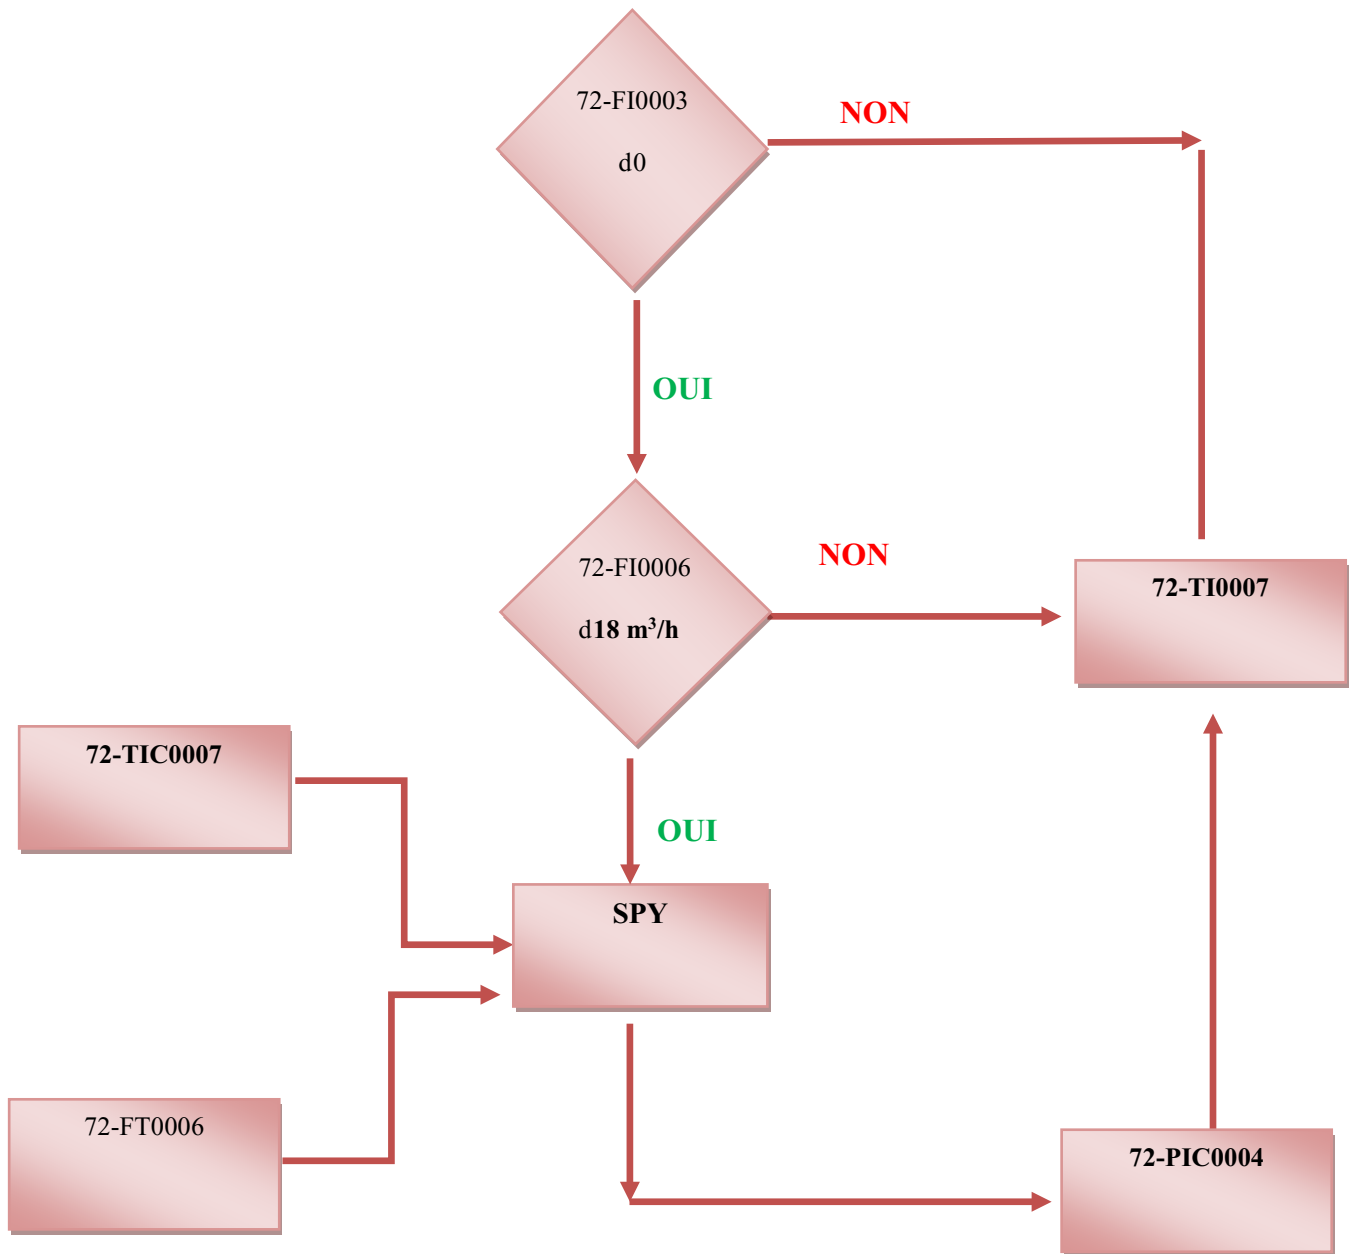 72-FI0003
NON
d0
OUI
72-FI0006
NON
d18 m³/h
72-TI0007
72-TIC0007
OUI
SPY
72-FT0006
72-PIC0004